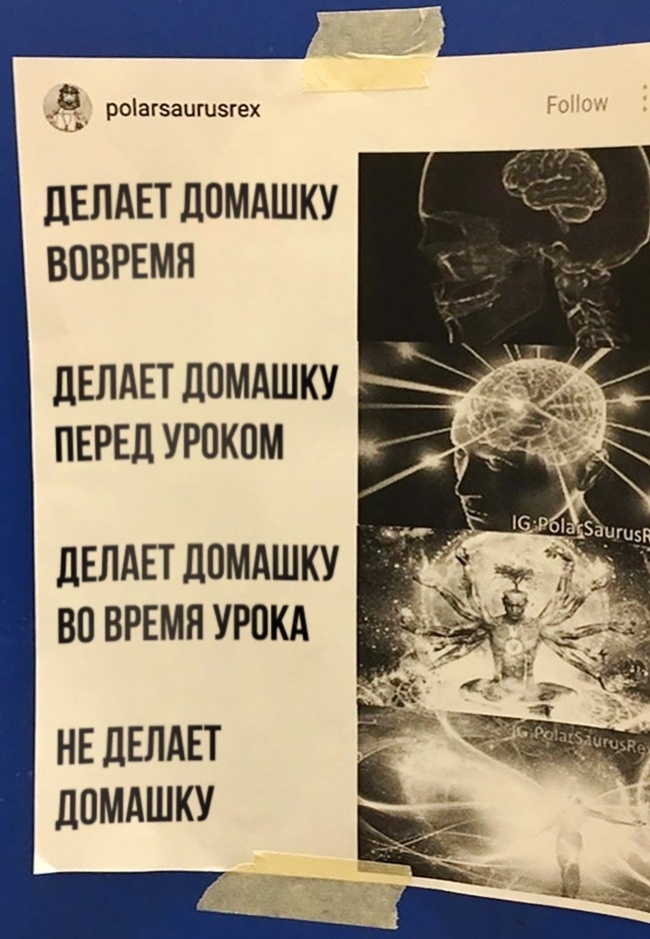 polarsaurusrex
Follow
ДЕЛАЕТ ДОМАШКУ
ВОВРЕМЯ
ДЕЛАЕТ ДОМАШКУ
ПЕРЕД УРОКОМ
IG:PolarSaurusR
ДЕЛАЕТ ДОМАШКУ
ВО ВРЕМЯ УРОКА
IG:PolarSaurusRex
НЕ ДЕЛАЕТ
ДОМАШКУ